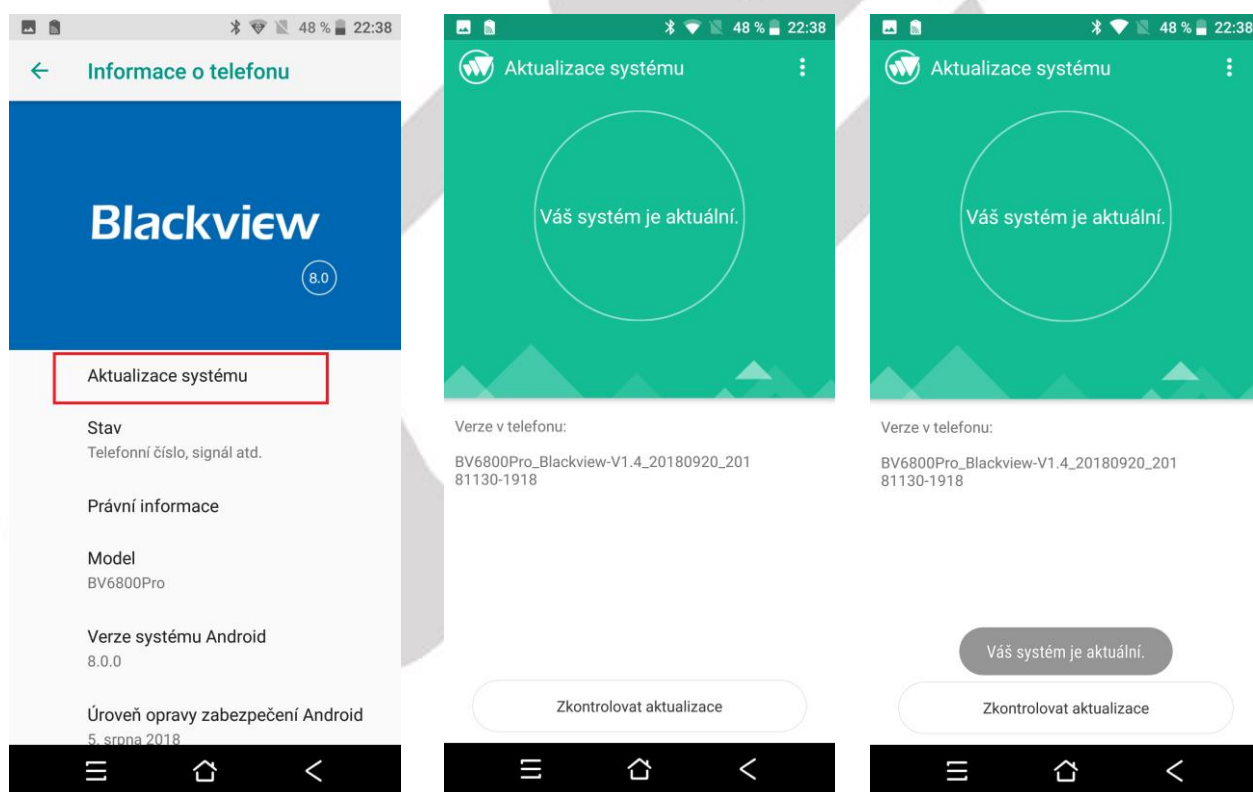 48 % 22:38
Informace o telefonu
Blackview
8.0
Aktualizace systému
Stav
Telefonní číslo, signál atd.
Právní informace
Model
BV6800Pro
Verze systému Android
8.0.0
Úroveň opravy zabezpečení Android
5. srpna 2018
48 % 22:38
Aktualizace systému
Váš systém je aktuální.
Verze v telefonu:
BV6800Pro_Blackview-V1.4_20180920_201
81130-1918
Zkontrolovat aktualizace
48 % 22:38
Aktualizace systému
Váš systém je aktuální.
Verze v telefonu:
BV6800Pro_Blackview-V1.4_20180920_201
81130-1918
Váš systém je aktuální.
Zkontrolovat aktualizace